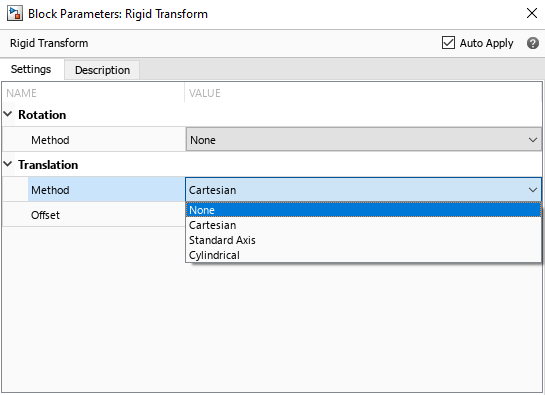 Block Parameters: Rigid Transform
Rigid Transform
Auto Apply
Settings Description
NAME VALUE
Rotation
Method None
Translation
Method Cartesian
Offset
None
Cartesian
Standard Axis
Cylindrical